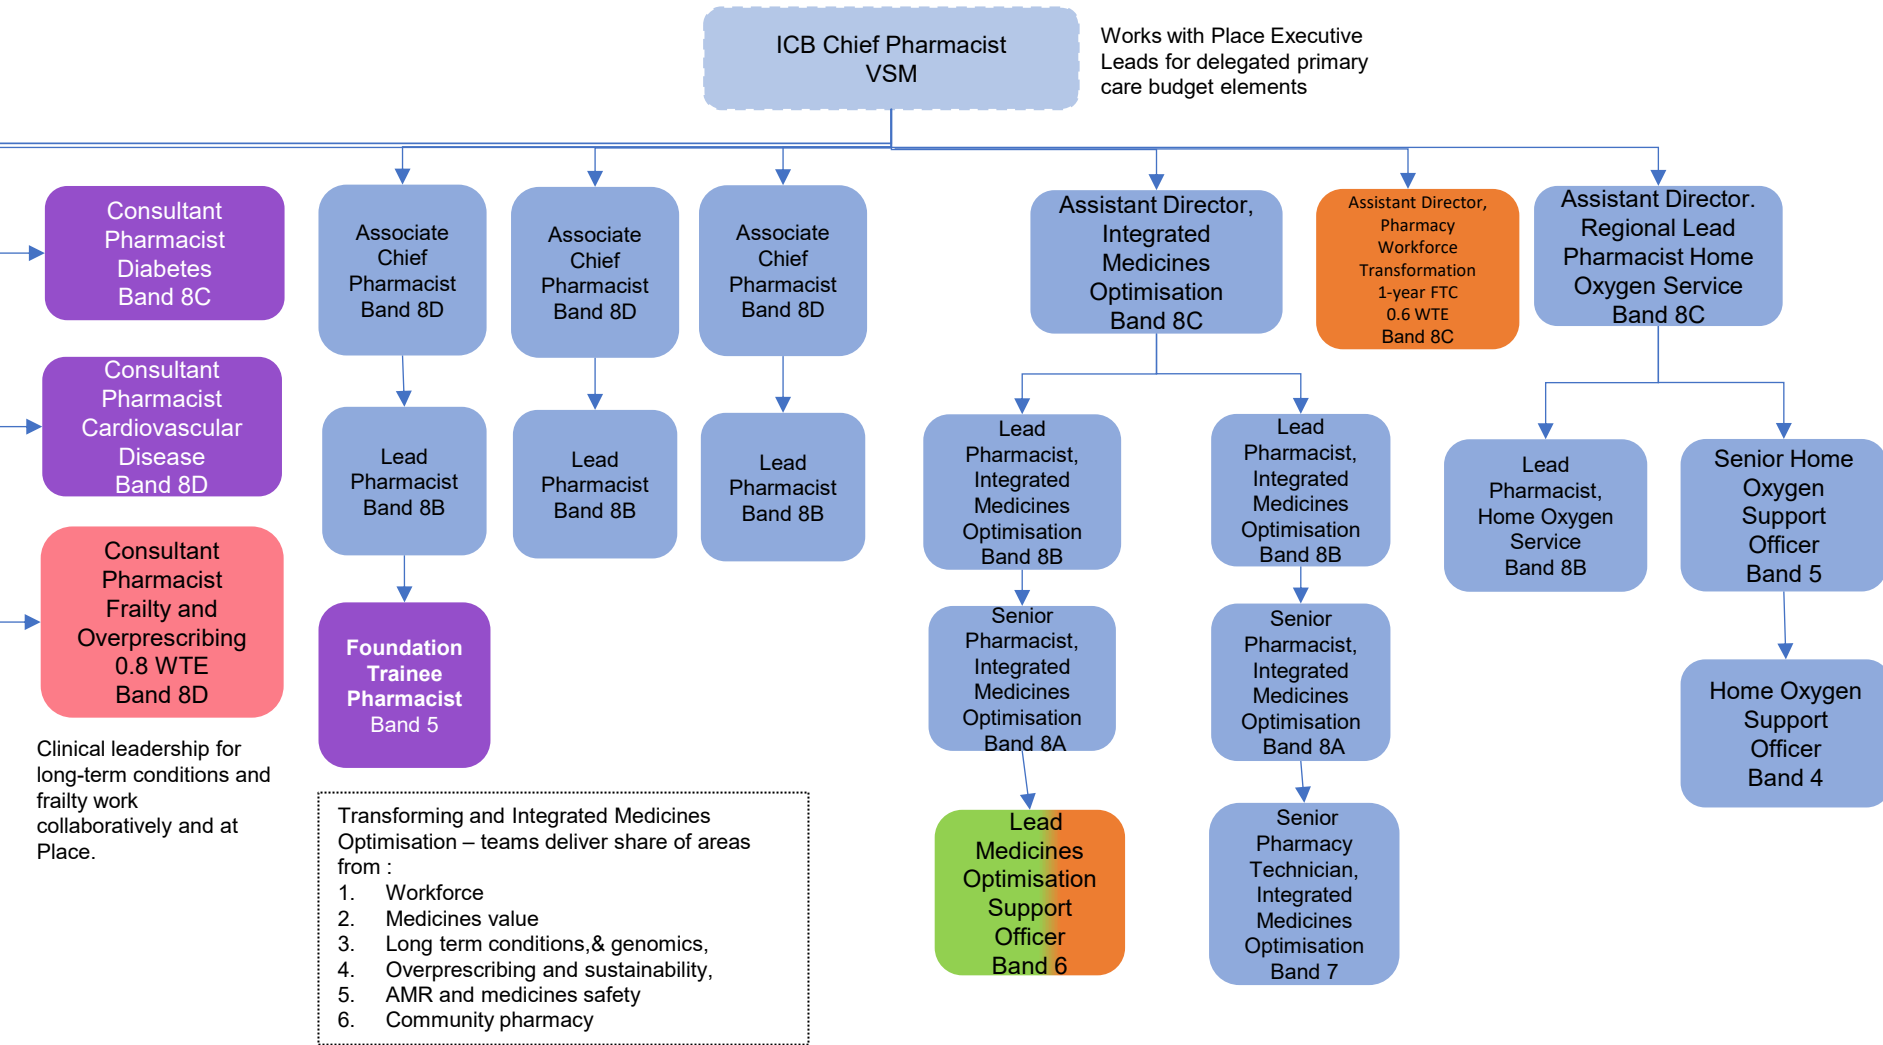 ICB Chief Pharmacist
VSM
Works with Place Executive
Leads for delegated primary
care budget elements
Consultant
Pharmacist
Diabetes
Band 8C
Associate
Chief
Pharmacist
Band 8D
Associate
Chief
Pharmacist
Band 8D
Associate
Chief
Pharmacist
Band 8D
Assistant Director,
Integrated
Medicines
Optimisation
Band 8C
Assistant Director,
Pharmacy
Workforce
Transformation
1-year FTC
0.6 WTE
Band 8C
Assistant Director.
Regional Lead
Pharmacist Home
Oxygen Service
Band 8C
Consultant
Pharmacist
Cardiovascular
Disease
Band 8D
Lead
Pharmacist
Band 8B
Lead
Pharmacist
Band 8B
Lead
Pharmacist
Band 8B
Lead
Pharmacist,
Integrated
Medicines
Optimisation
Band 8B
Lead
Pharmacist,
Integrated
Medicines
Optimisation
Band 8B
Lead
Pharmacist,
Home Oxygen
Service
Band 8B
Senior Home
Oxygen
Support
Officer
Band 5
Consultant
Pharmacist
Frailty and
Overprescribing
0.8 WTE
Band 8D
Foundation
Trainee
Pharmacist
Band 5
Senior
Pharmacist,
Integrated
Medicines
Optimisation
Band 8A
Senior
Pharmacist,
Integrated
Medicines
Optimisation
Band 8A
Home Oxygen
Support
Officer
Band 4
Clinical leadership for
long-term conditions and
frailty work
collaboratively and at
Place.
Transforming and Integrated Medicines
Optimisation – teams deliver share of areas
from :
1. Workforce
2. Medicines value
3. Long term conditions,& genomics,
4. Overprescribing and sustainability,
5. AMR and medicines safety
6. Community pharmacy
Lead
Medicines
Optimisation
Support
Officer
Band 6
Senior
Pharmacy
Technician,
Integrated
Medicines
Optimisation
Band 7